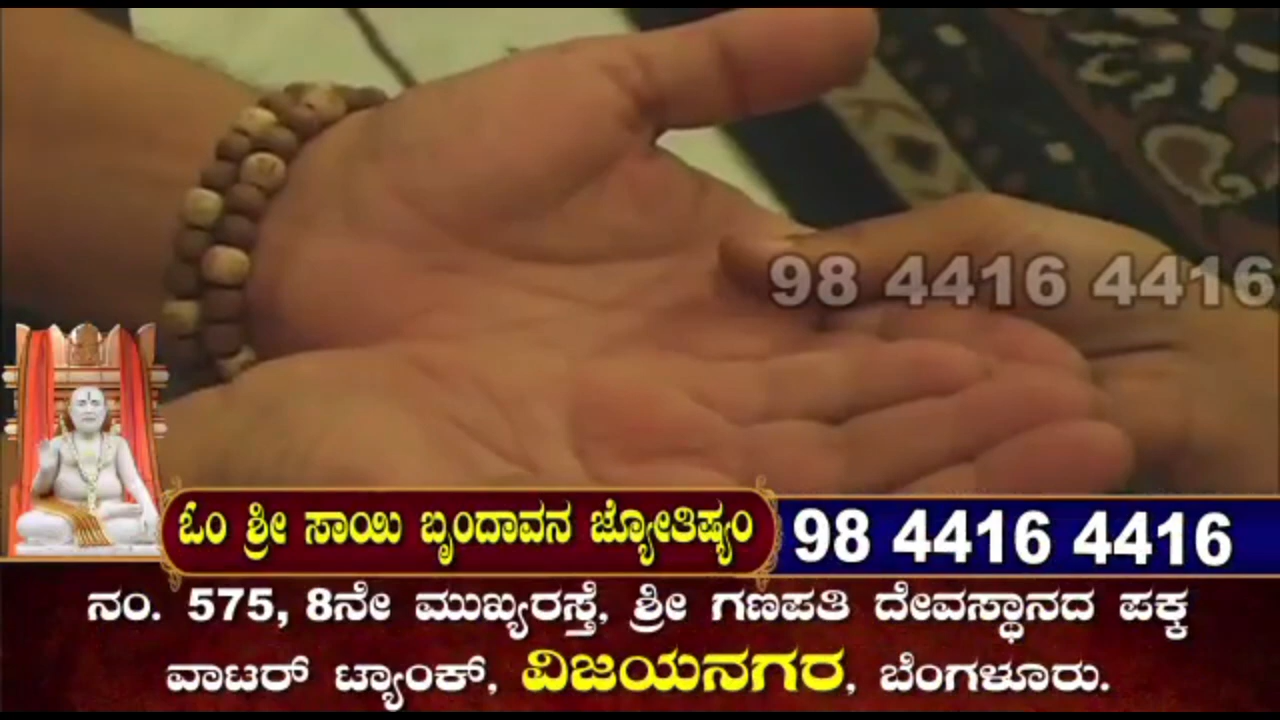 98 4416 4416
ಓಂ ಶ್ರೀ ಸಾಯಿ ಬೃಂದಾವನ ಜ್ಯೋತಿಷ್ಯಂ 98 4416 4416
ನಂ. 575, 8ನೇ ಮುಖ್ಯರಸ್ತೆ, ಶ್ರೀ ಗಣಪತಿ ದೇವಸ್ಥಾನದ ಪಕ್ಕ
ವಾಟರ್ ಟ್ಯಾಂಕ್, ವಿಜಯನಗರ, ಬೆಂಗಳೂರು.